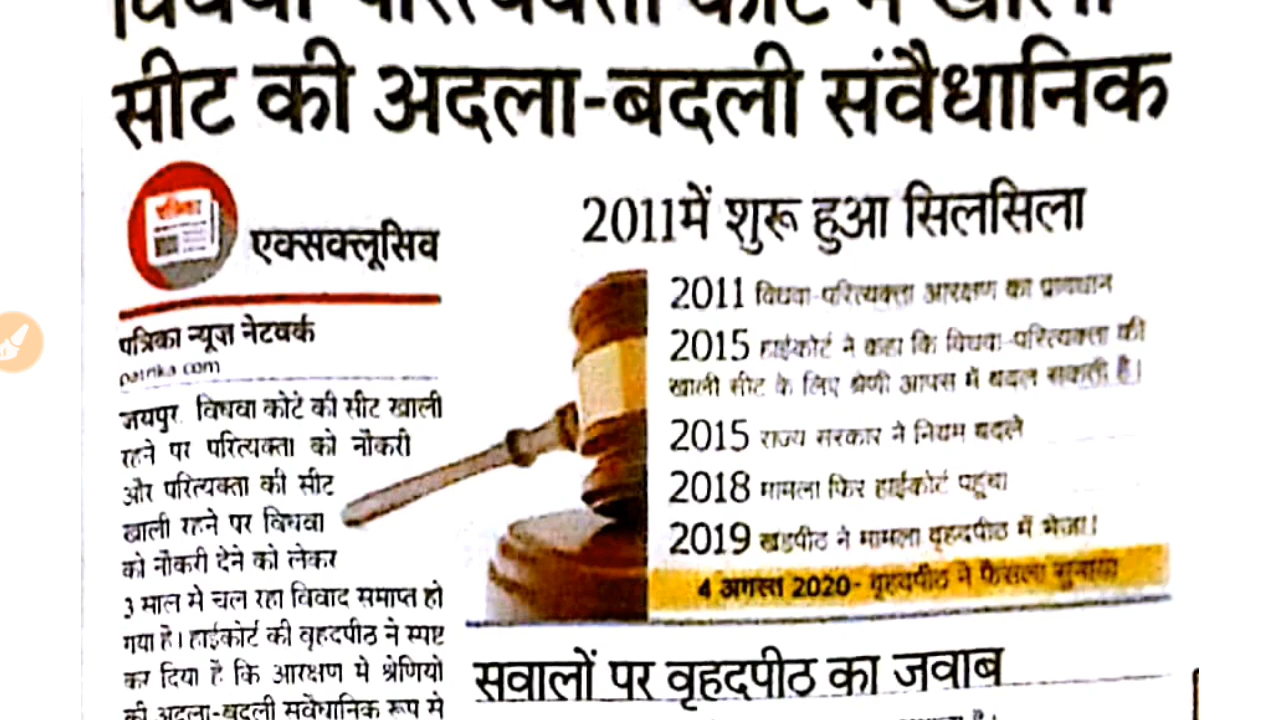 विधवा-परित्यक्ता कोटे में खाली
सीट की अदला-बदली संवैधानिक
एक्सक्लूसिव
पत्रिका न्यूज़ नेटवर्क
patrika.com
जयपुर. विधवा कोटे की सीट खाली
रहने पर परित्यक्ता को नौकरी
और परित्यक्ता की सीट
खाली रहने पर विधवा
को नौकरी देने को लेकर
3 साल से चल रहा विवाद समाप्त हो
गया है। हाईकोर्ट की वृहदपीठ ने स्पष्ट
कर दिया है कि आरक्षण में श्रेणियों
की अदला-बदली संवैधानिक रूप से
2011में शुरू हुआ सिलसिला
2011 विधवा-परित्यक्ता आरक्षण का प्रावधान
2015 हाईकोर्ट ने कहा कि विधवा-परित्यक्ता की
खाली सीट के लिए श्रेणी आपस में बदल सकती है।
2015 राज्य सरकार ने नियम बदले
2018 मामला फिर हाईकोर्ट पहुंचा
2019 खंडपीठ ने मामला वृहदपीठ में भेजा।
4 अगस्त 2020- वृहदपीठ ने फैसला सुनाया
सवालों पर वृहदपीठ का जवाब